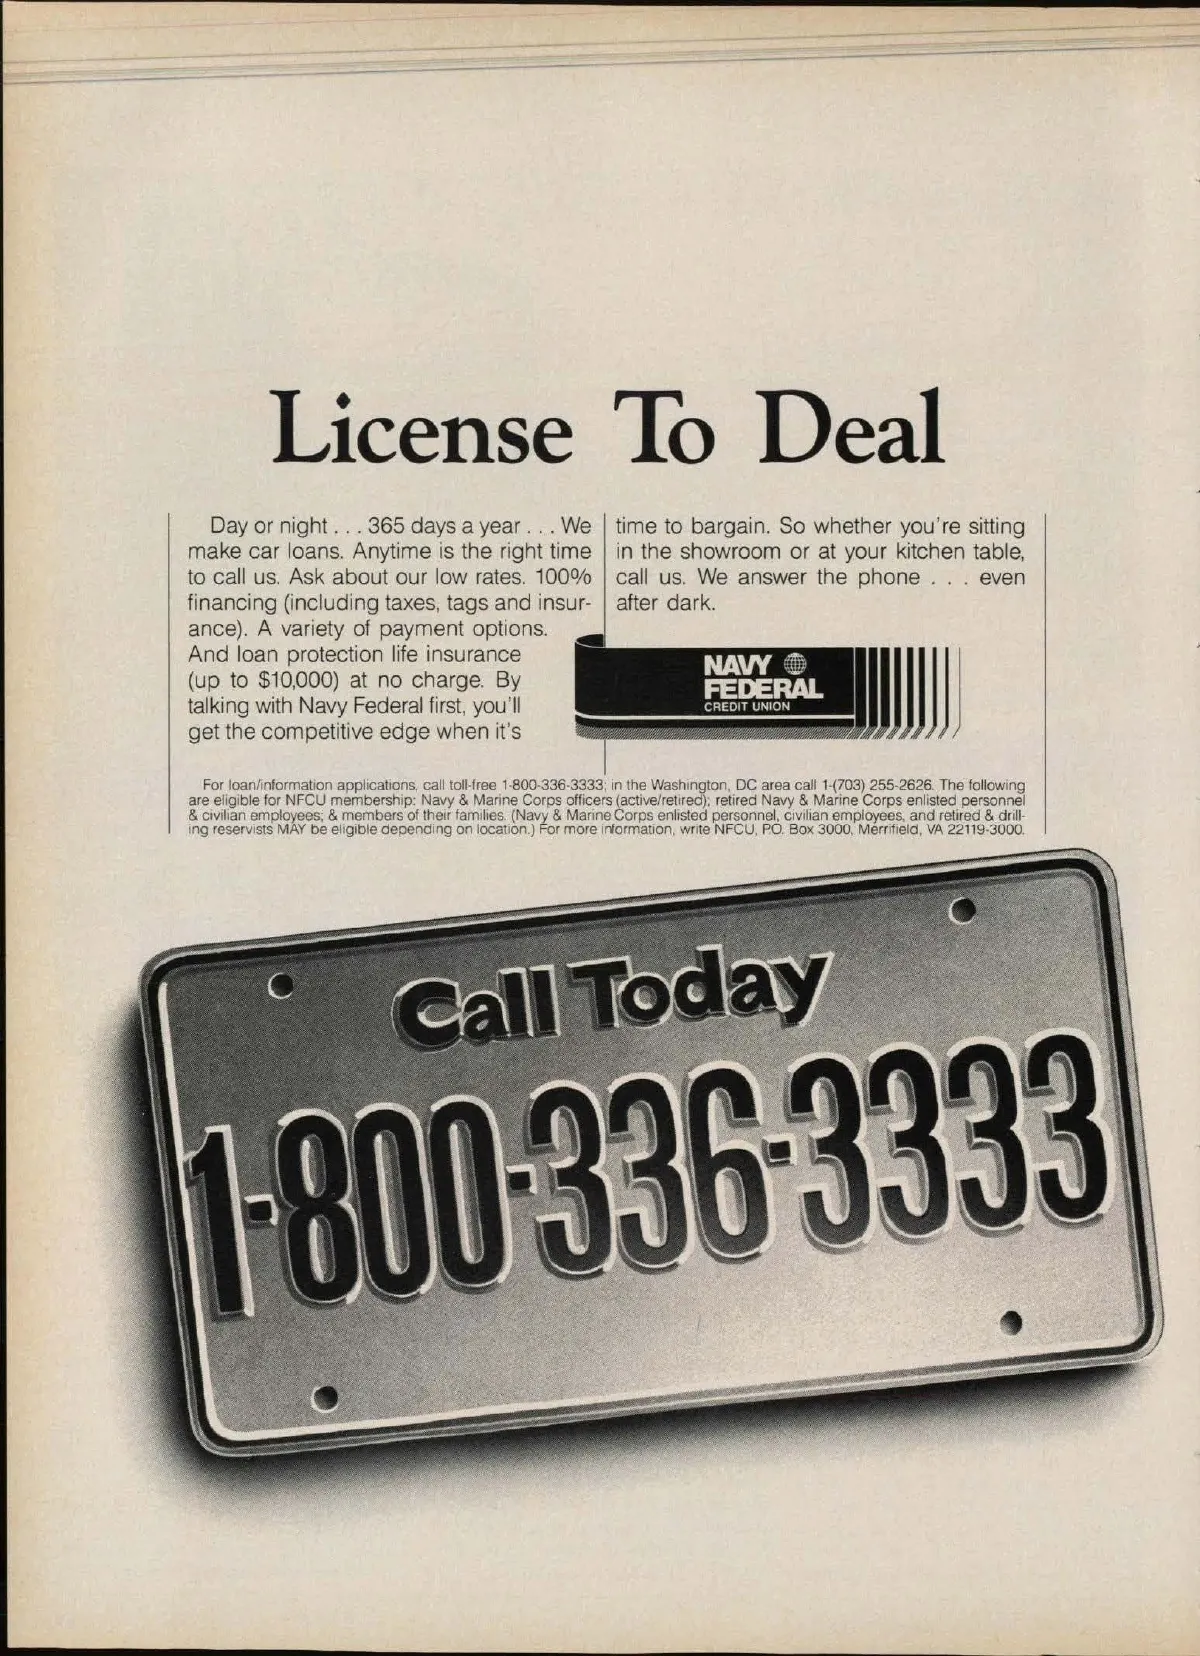 License To Deal
Day or night . . . 365 days a year . . . We
make car loans. Anytime is the right time
to call us. Ask about our low rates. 100%
financing (including taxes, tags and insur-
ance). A variety of payment options.
And loan protection life insurance
(up to $10,000) at no charge. By
talking with Navy Federal first, you'll
get the competitive edge when it's
time to bargain. So whether you're sitting
in the showroom or at your kitchen table,
call us. We answer the phone . . . even
after dark.
NAVY
FEDERAL
CREDIT UNION
For loan/information applications, call toll-free 1-800-336-3333; in the Washington, DC area call 1-(703) 255-2626. The following
are eligible for NFCU membership: Navy & Marine Corps officers (active/retired); retired Navy & Marine Corps enlisted personnel
& civilian employees; & members of their families. (Navy & Marine Corps enlisted personnel, civilian employees, and retired & drill-
ing reservists MAY be eligible depending on location.) For more information, write NFCU, P.O. Box 3000, Merrifield, VA 22119-3000.
Call Today
1-800-336-3333